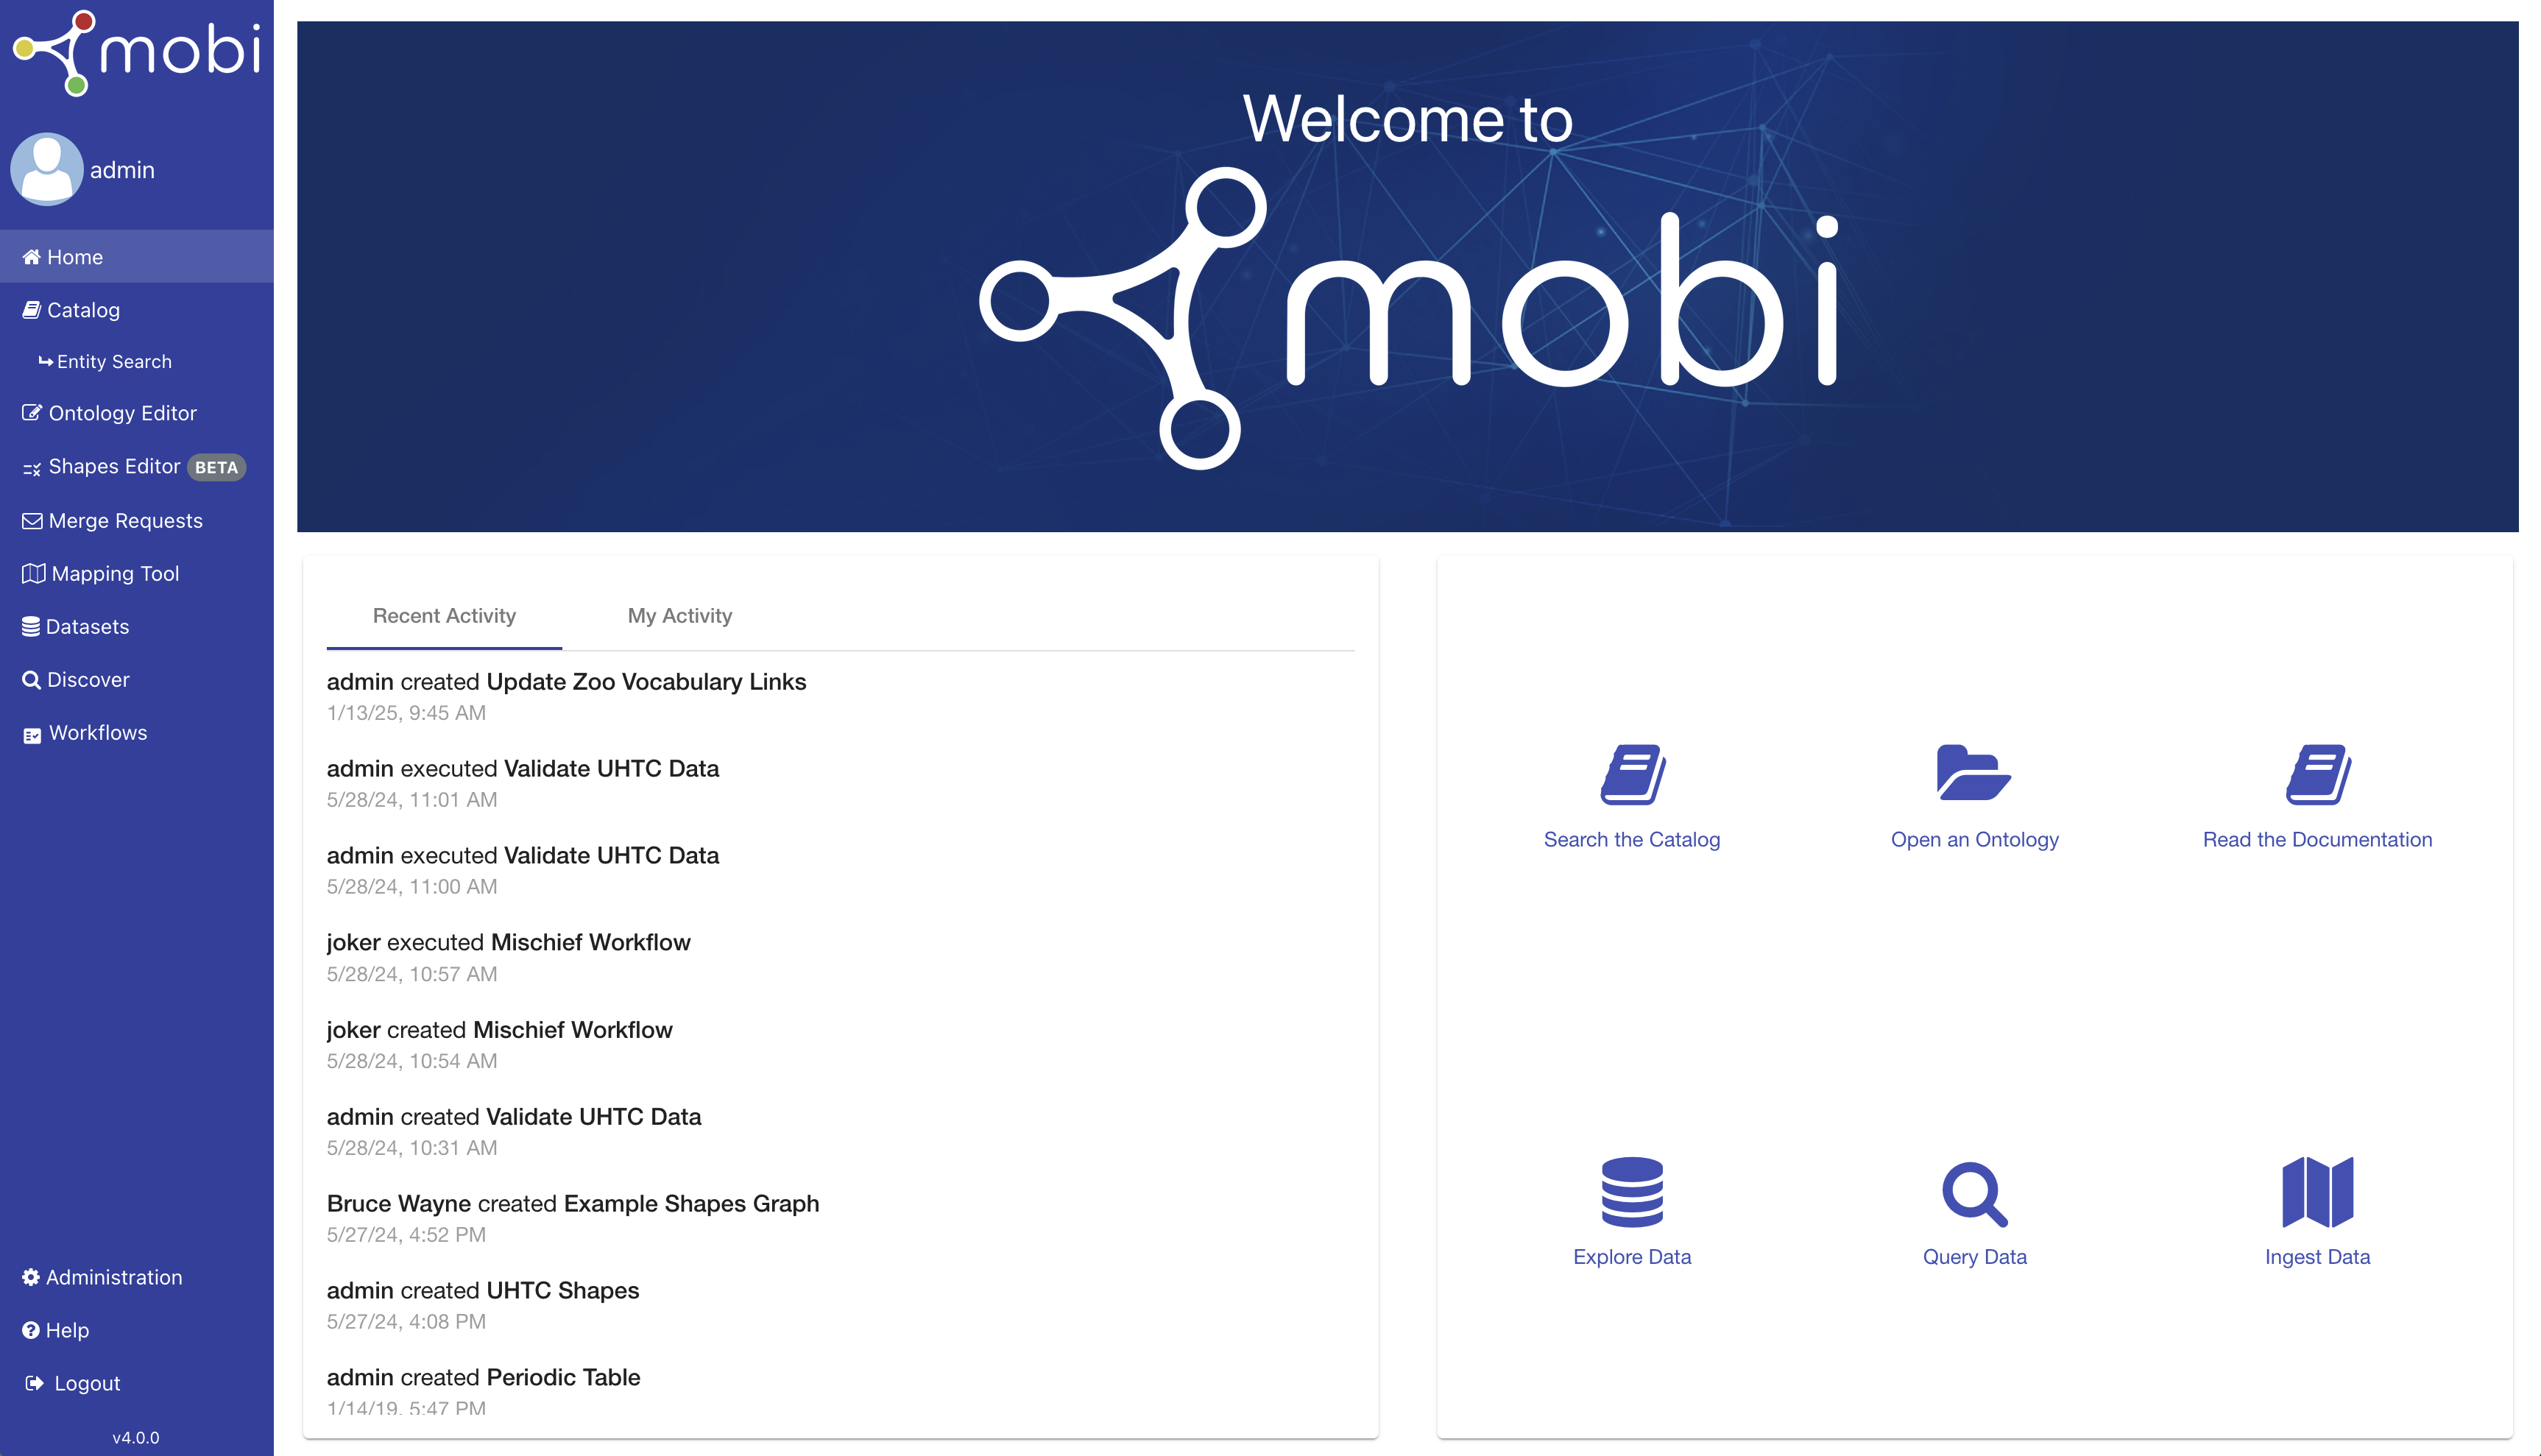 mobi
admin
Home
Catalog
Entity Search
Ontology Editor
Shapes Editor BETA
Merge Requests
Mapping Tool
Datasets
Discover
Workflows
Administration
Help
Logout
v4.0.0
Welcome to
mobi
Recent Activity My Activity
admin created Update Zoo Vocabulary Links
1/13/25, 9:45 AM
admin executed Validate UHTC Data
5/28/24, 11:01 AM
admin executed Validate UHTC Data
5/28/24, 11:00 AM
joker executed Mischief Workflow
5/28/24, 10:57 AM
joker created Mischief Workflow
5/28/24, 10:54 AM
admin created Validate UHTC Data
5/28/24, 10:31 AM
Bruce Wayne created Example Shapes Graph
5/27/24, 4:52 PM
admin created UHTC Shapes
5/27/24, 4:08 PM
admin created Periodic Table
1/14/19, 5:47 PM
Search the Catalog Open an Ontology Read the Documentation
Explore Data Query Data Ingest Data